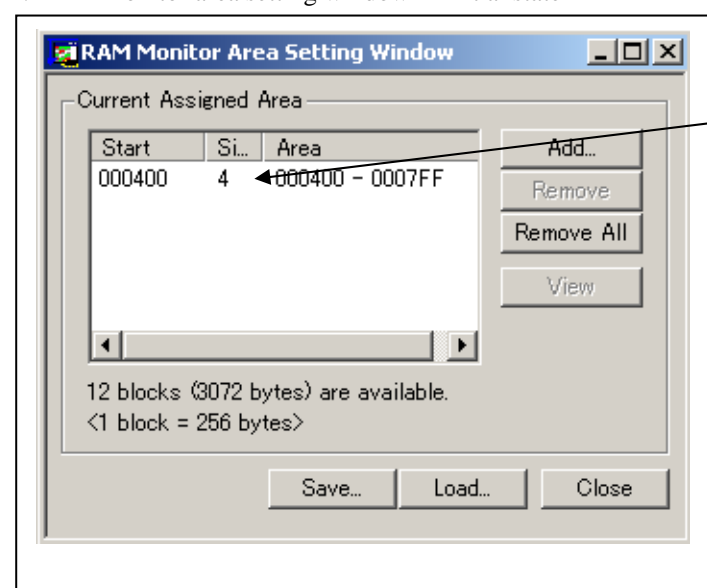 RAM Monitor Area Setting Window
Current Assigned Area
Start Si... Area
000400 4 000400 - 0007FF
Add...
Remove
Remove All
View
12 blocks (3072 bytes) are available.
<1 block = 256 bytes>
Save... Load... Close